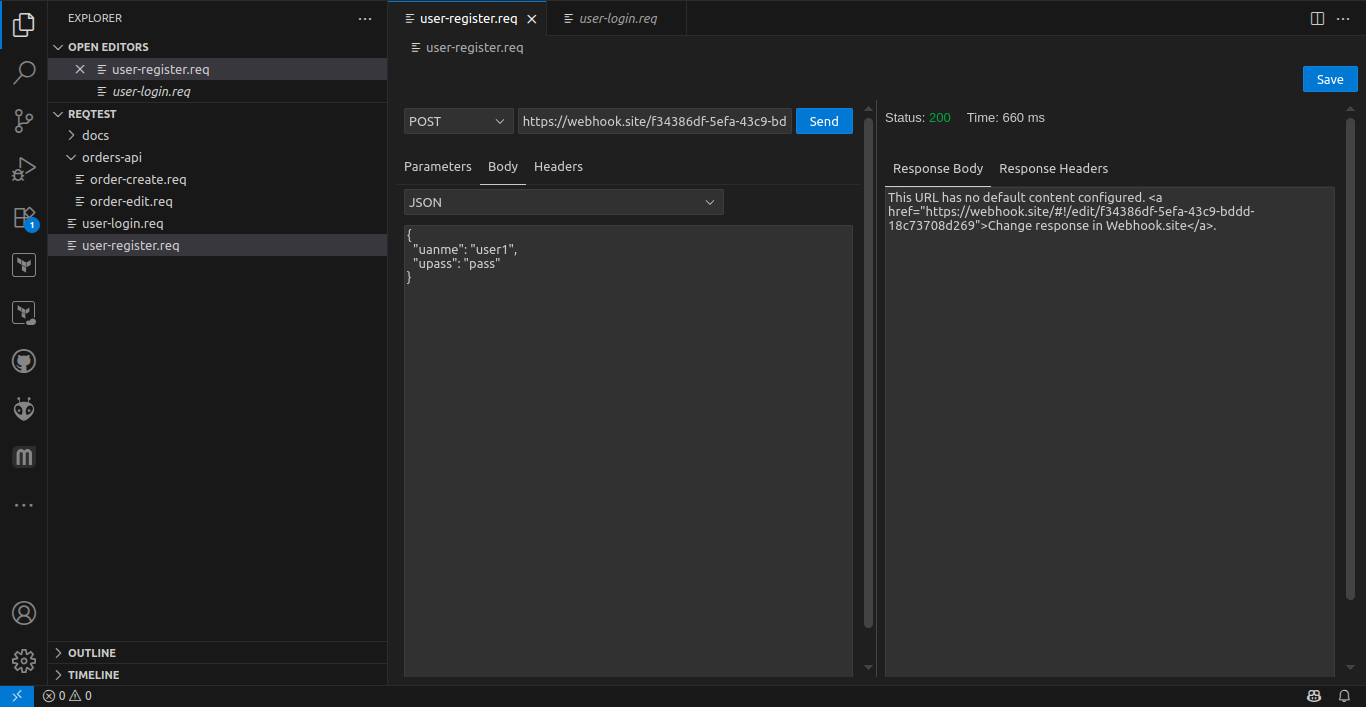 EXPLORER
OPEN EDITORS
user-register.req
user-login.req
REQTEST
docs
orders-api
order-create.req
order-edit.req
user-login.req
user-register.req
1
OUTLINE
TIMELINE
0 0
user-register.req user-login.req
user-register.req
Save
POST https://webhook.site/f34386df-5efa-43c9-bd Send
Parameters Body Headers
JSON
{
"uanme": "user1",
"upass": "pass"
}
Status: 200 Time: 660 ms
Response Body Response Headers
This URL has no default content configured. <a
href="https://webhook.site/#!/edit/f34386df-5efa-43c9-bddd-
18c73708d269">Change response in Webhook.site</a>.